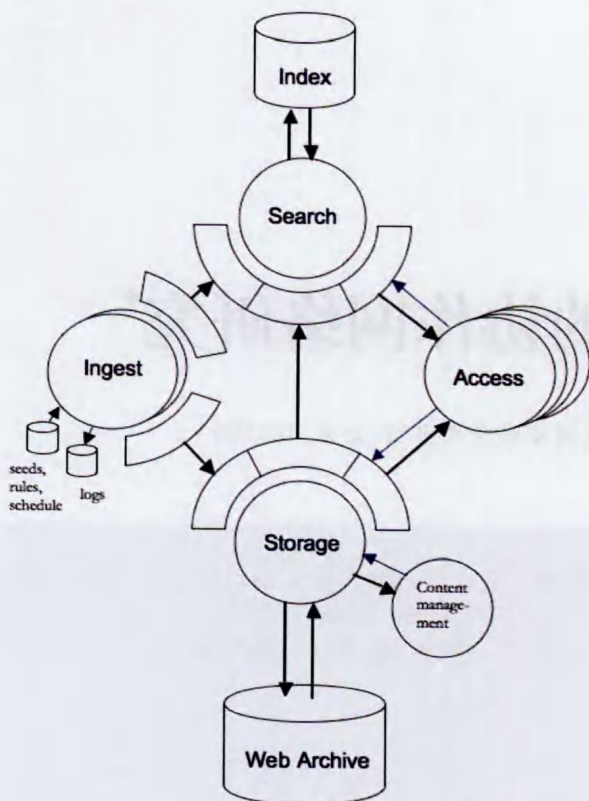 Index
Search
Ingest
Access
seeds,
rules,
schedule
logs
Storage
Content
manage-
ment
Web Archive